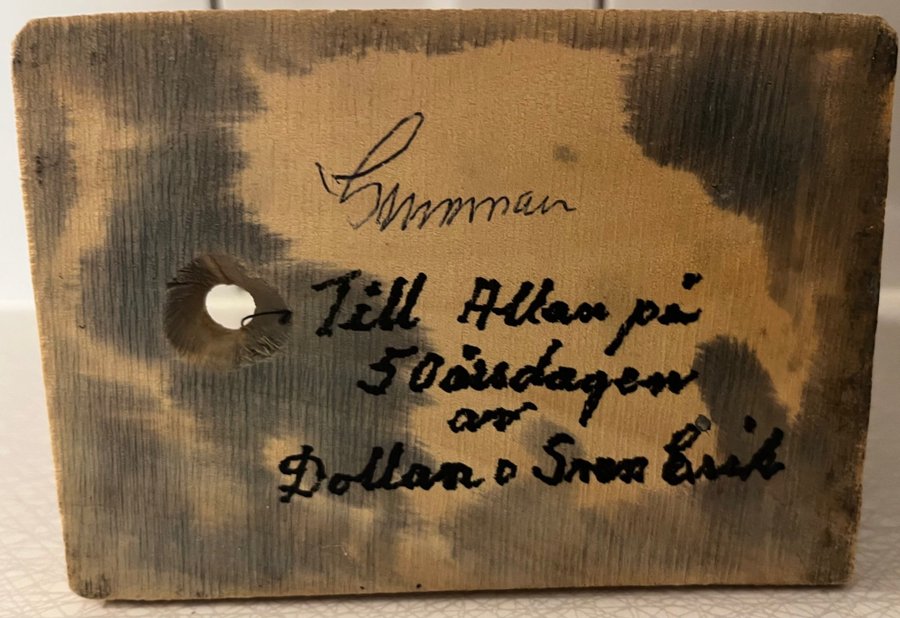 Till Allan på
50årsdagen
av
Dollan o Sven Erik